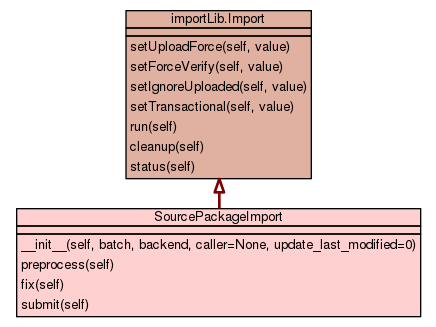 importLib.Import
setUploadForce(self, value)
setForceVerify(self, value)
setIgnoreUploaded(self, value)
setTransactional(self, value)
run(self)
cleanup(self)
status(self)
SourcePackageImport
__init__(self, batch, backend, caller=None, update_last_modified=0)
preprocess(self)
fix(self)
submit(self)